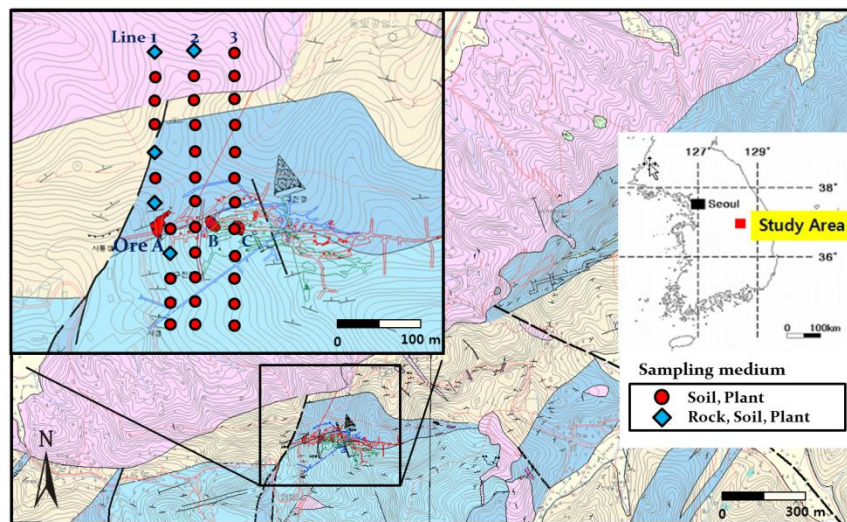 Line 1 2 3
Ore A B C
0 100 m
127° 129°
38°
Seoul
Study Area
36°
0 100km
Sampling medium
Soil, Plant
Rock, Soil, Plant
N
0 300 m